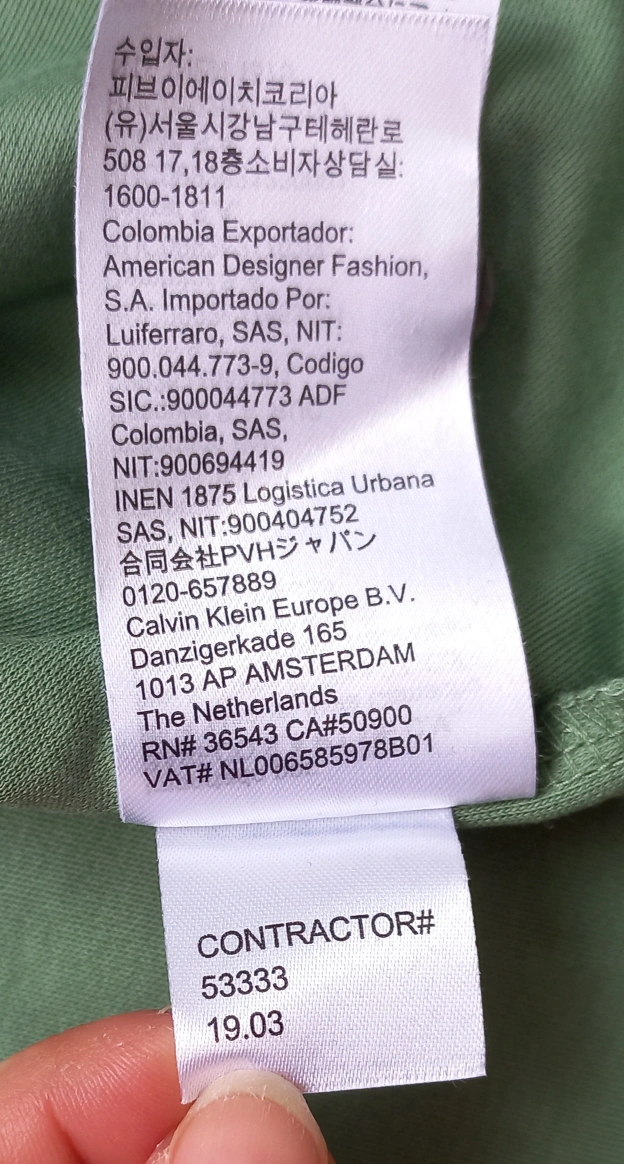 수입자:
피브이에이치코리아
(유)서울시강남구테헤란로
508 17,18층소비자상담실:
1600-1811
Colombia Exportador:
American Designer Fashion,
S.A. Importado Por:
Luiferraro, SAS, NIT:
900.044.773-9, Codigo
SIC.:900044773 ADF
Colombia, SAS,
NIT:900694419
INEN 1875 Logistica Urbana
SAS, NIT:900404752
合同会社PVHジャパン
0120-657889
Calvin Klein Europe B.V.
Danzigerkade 165
1013 AP AMSTERDAM
The Netherlands
RN# 36543 CA#50900
VAT# NL006585978B01
CONTRACTOR#
53333
19.03